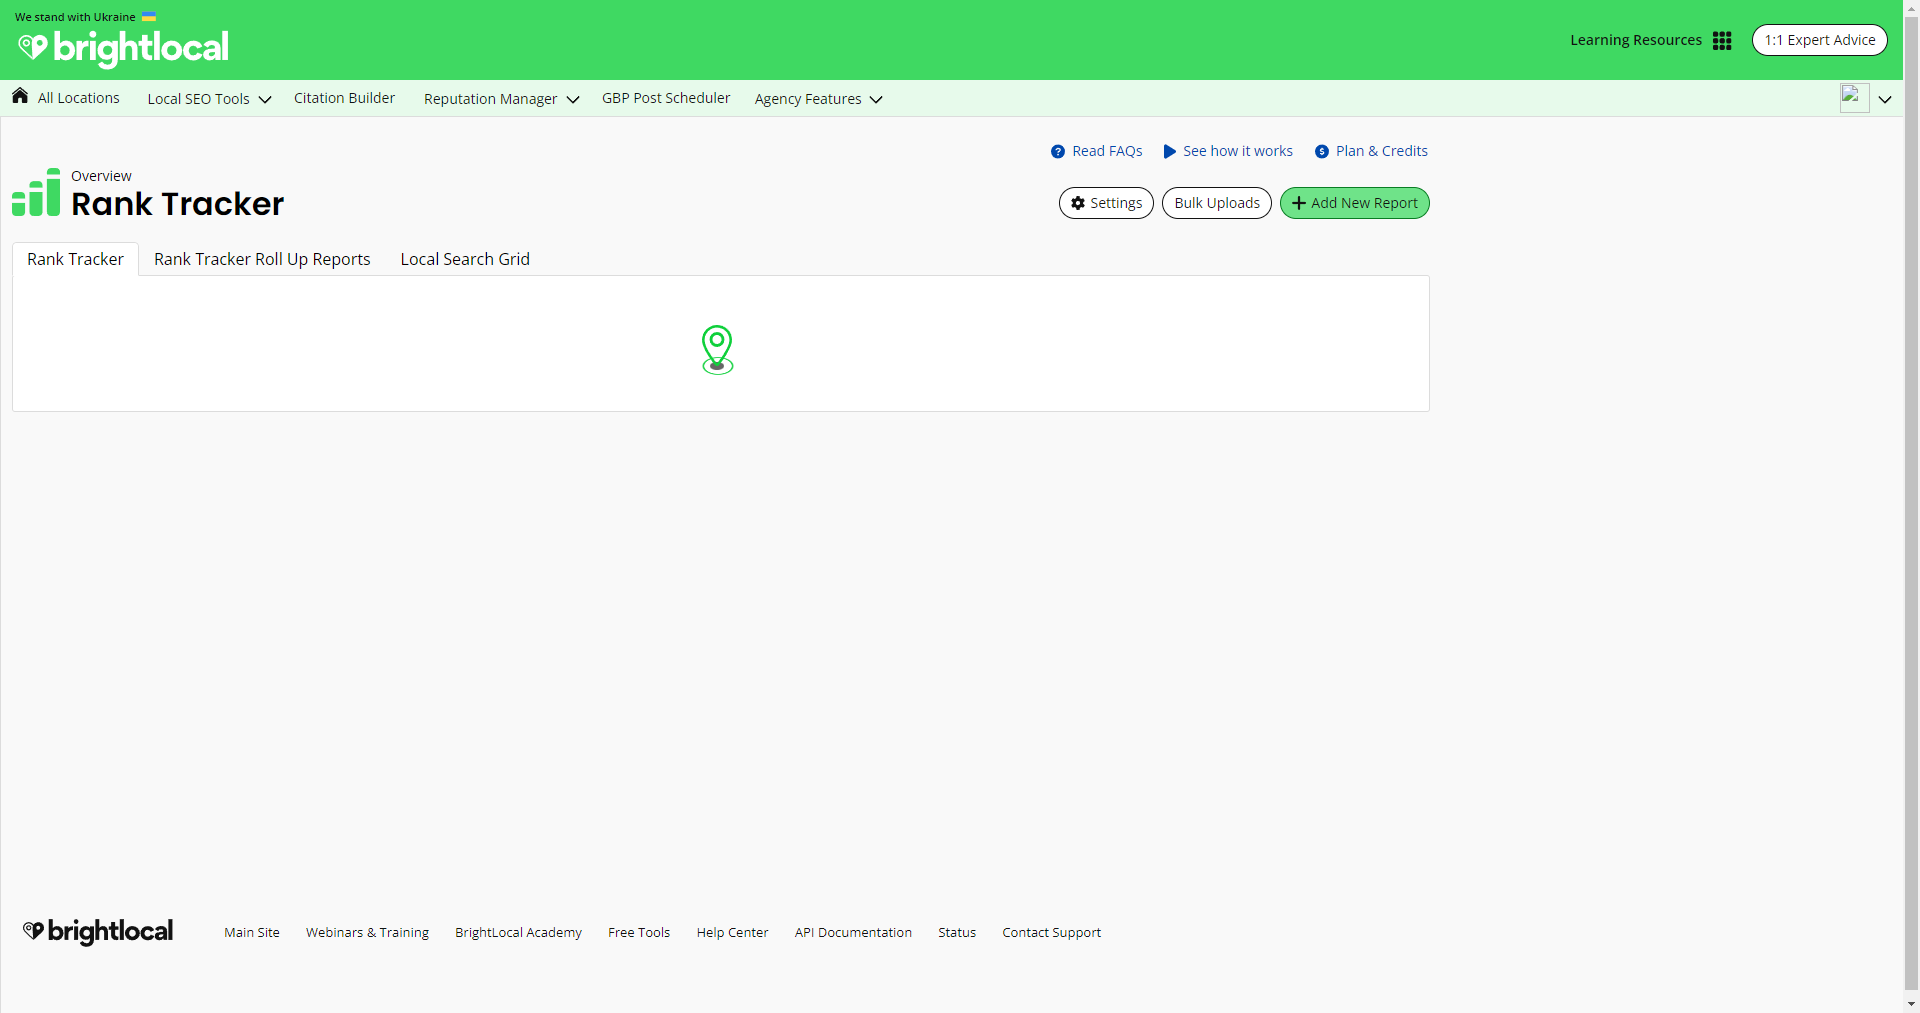 We stand with Ukraine
brightlocal
Learning Resources
1:1 Expert Advice
All Locations
Local SEO Tools
Citation Builder
Reputation Manager
GBP Post Scheduler
Agency Features
Read FAQs
See how it works
Plan & Credits
Overview
Rank Tracker
Settings
Bulk Uploads
Add New Report
Rank Tracker
Rank Tracker Roll Up Reports
Local Search Grid
brightlocal
Main Site
Webinars & Training
BrightLocal Academy
Free Tools
Help Center
API Documentation
Status
Contact Support